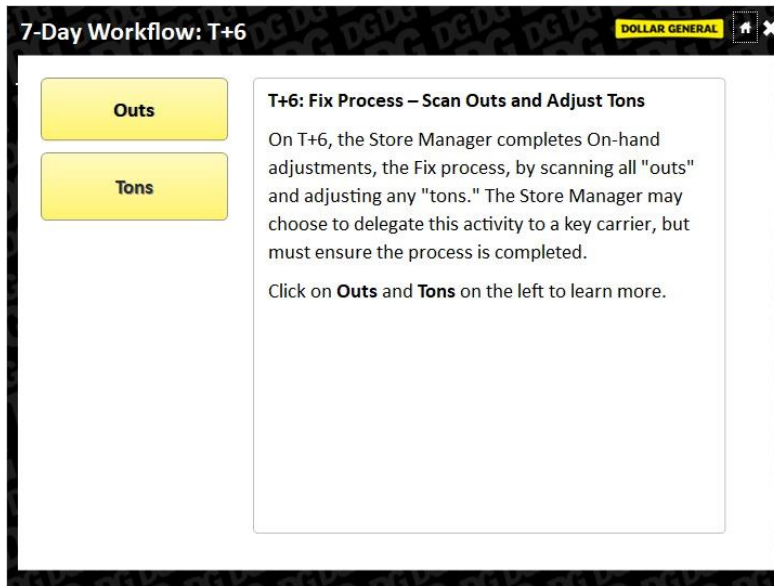 7-Day Workflow: T+6
DOLLAR GENERAL
Outs
Tons
T+6: Fix Process – Scan Outs and Adjust Tons
On T+6, the Store Manager completes On-hand
adjustments, the Fix process, by scanning all "outs"
and adjusting any "tons." The Store Manager may
choose to delegate this activity to a key carrier, but
must ensure the process is completed.
Click on Outs and Tons on the left to learn more.